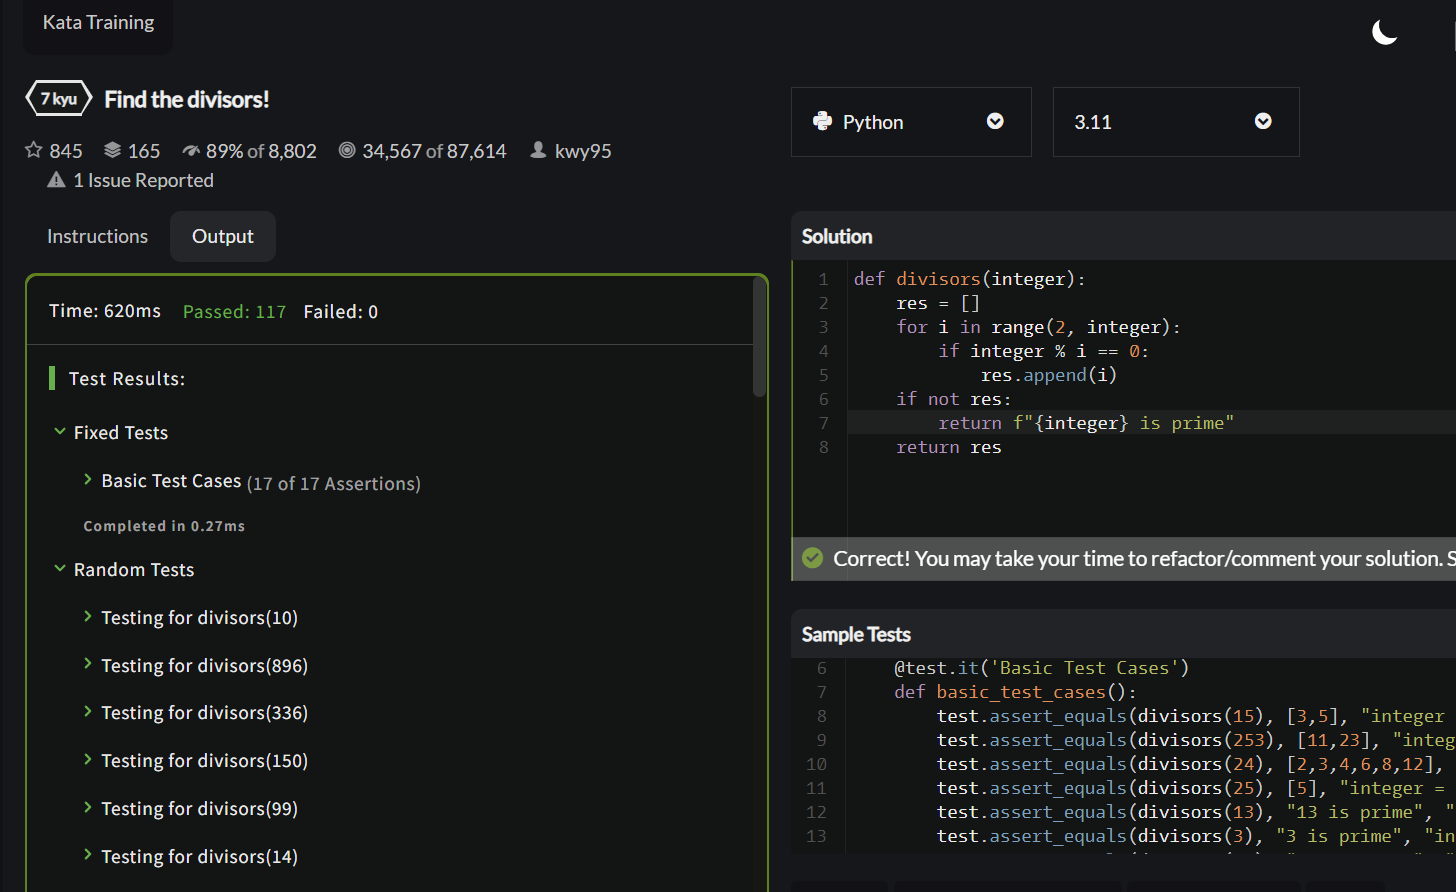 Kata Training
7 kyu Find the divisors!
845 165 89% of 8,802 34,567 of 87,614 kwy95
1 Issue Reported
Instructions Output
Time: 620ms Passed: 117 Failed: 0
Test Results:
Fixed Tests
Basic Test Cases (17 of 17 Assertions)
Completed in 0.27ms
Random Tests
Testing for divisors(10)
Testing for divisors(896)
Testing for divisors(336)
Testing for divisors(150)
Testing for divisors(99)
Testing for divisors(14)
Python 3.11
Solution
1 def divisors(integer):
2     res = []
3     for i in range(2, integer):
4         if integer % i == 0:
5             res.append(i)
6     if not res:
7         return f"{integer} is prime"
8     return res
Correct! You may take your time to refactor/comment your solution. S
Sample Tests
6     @test.it('Basic Test Cases')
7     def basic_test_cases():
8         test.assert_equals(divisors(15), [3,5], "integer
9         test.assert_equals(divisors(253), [11,23], "integ
10         test.assert_equals(divisors(24), [2,3,4,6,8,12],
11         test.assert_equals(divisors(25), [5], "integer =
12         test.assert_equals(divisors(13), "13 is prime", "
13         test.assert_equals(divisors(3), "3 is prime", "in